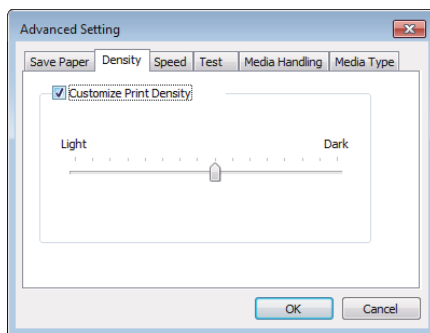 Advanced Setting
Save Paper Density Speed Test Media Handling Media Type
Customize Print Density
Light Dark
OK Cancel